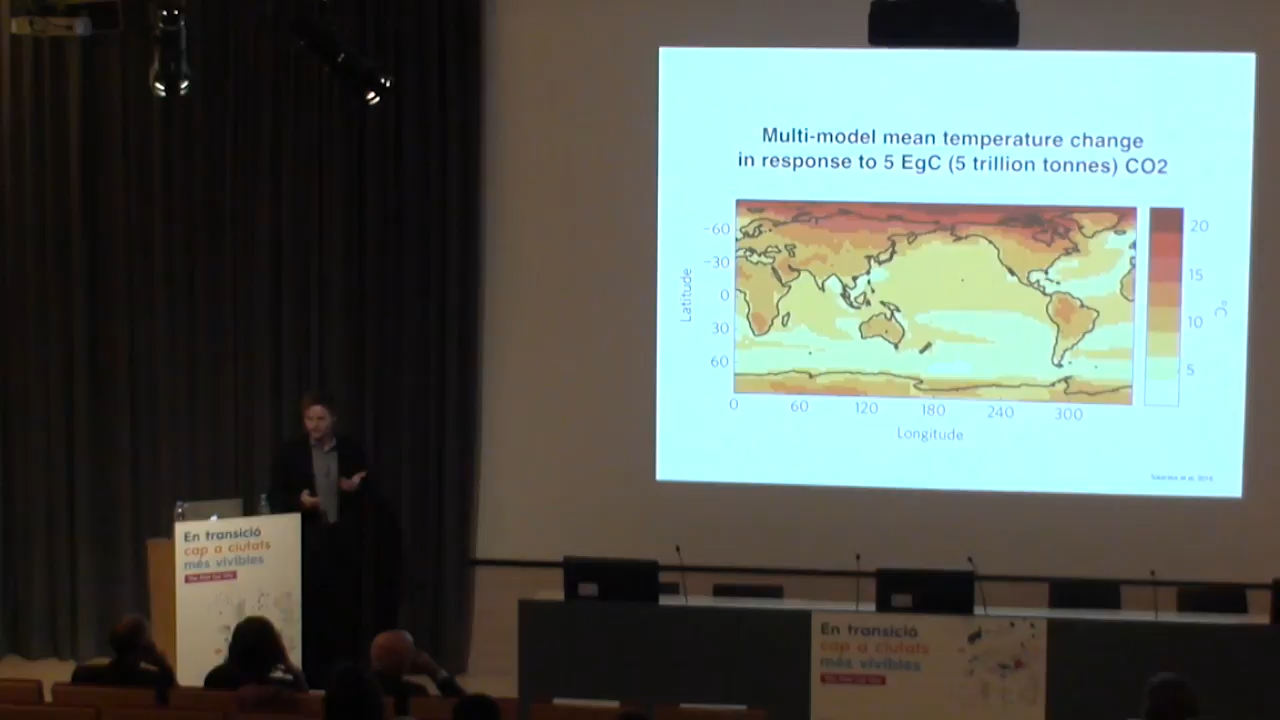 Multi-model mean temperature change
in response to 5 EgC (5 trillion tonnes) CO2
-60
-30
0
30
60
Latitude
0
60
120
180
240
300
Longitude
20
15
10
5
°C
En transició
cap a ciutats
més vivibles
En transició
cap a ciutats
més vivibles